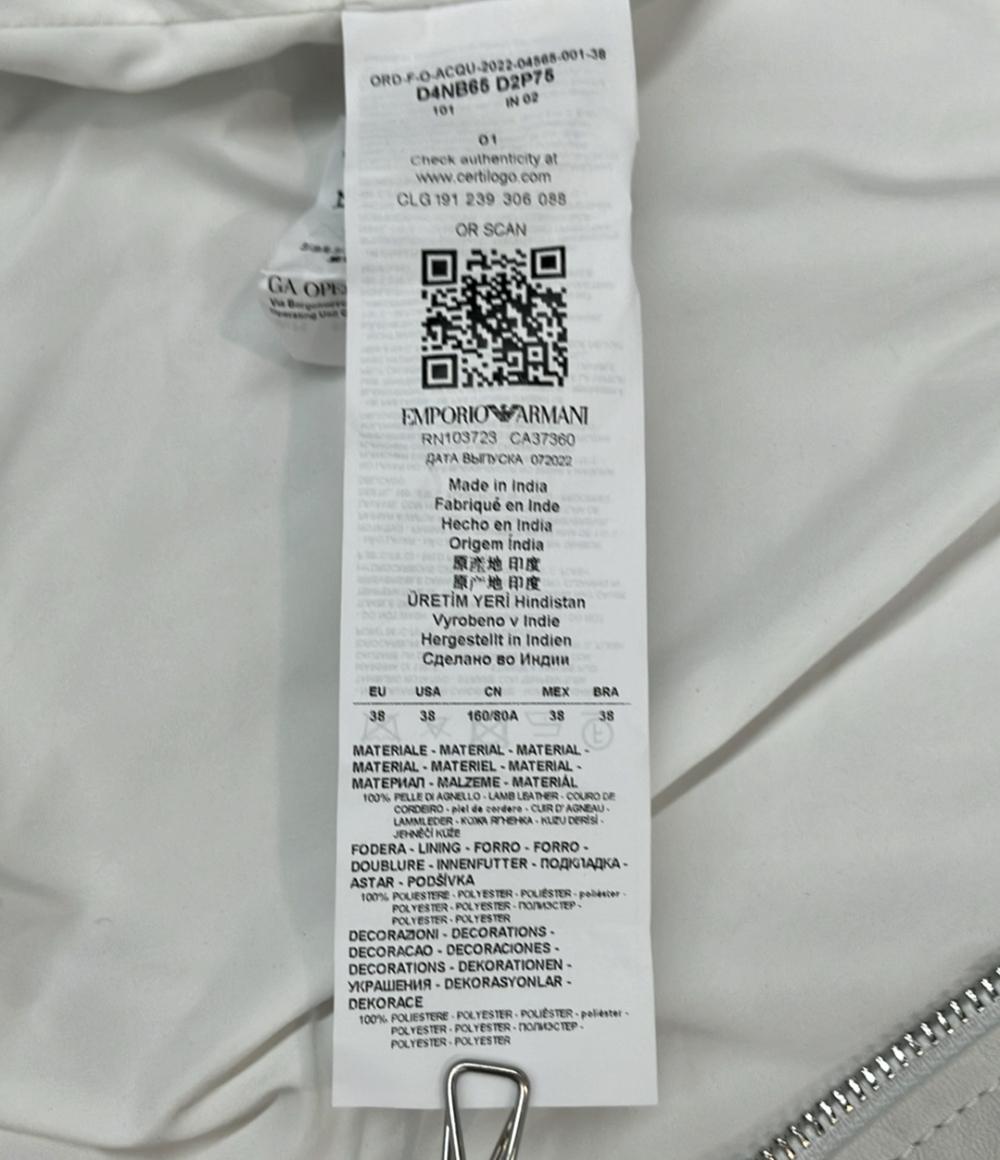 ORD-F-O-ACQU-2022-04565-001-38
D4NB65 D2P75
101 IN 02
01
Check authenticity at
www.certilogo.com
CLG 191 239 306 088
OR SCAN
GA OPE
EMPORIO ARMANI
RN103723 CA37360
ДАТА ВЫПУСКА 072022
Made in India
Fabriqué en Inde
Hecho en India
Origem Índia
原産地 印度
原产地 印度
ÜRETİM YERİ Hindistan
Vyrobeno v Indie
Hergestellt in Indien
Сделано во Индии
EU USA CN MEX BRA
38 38 160/80A 38 38
MATERIALE - MATERIAL - MATERIAL -
MATERIAL - MATERIEL - MATERIAL -
МАТЕРИАЛ - MALZEME - MATERIÁL
100% PELLE DI AGNELLO - LAMB LEATHER - COURO DE
CORDEIRO - piel de cordero - CUIR D'AGNEAU -
LAMMLEDER - КОЖА ЯГНЕНКА - KUZU DERİSİ -
JEHNĚČÍ KŮŽE
FODERA - LINING - FORRO - FORRO -
DOUBLURE - INNENFUTTER - ПОДКЛАДКА -
ASTAR - PODŠÍVKA
100% POLIESTERE - POLYESTER - POLIÉSTER - poliéster -
POLYESTER - POLYESTER - ПОЛИЭСТЕР -
POLYESTER - POLYESTER
DECORAZIONI - DECORATIONS -
DECORACAO - DECORACIONES -
DECORATIONS - DEKORATIONEN -
УКРАШЕНИЯ - DEKORASYONLAR -
DEKORACE
100% POLIESTERE - POLYESTER - POLIÉSTER - poliéster -
POLYESTER - POLYESTER - ПОЛИЭСТЕР -
POLYESTER - POLYESTER